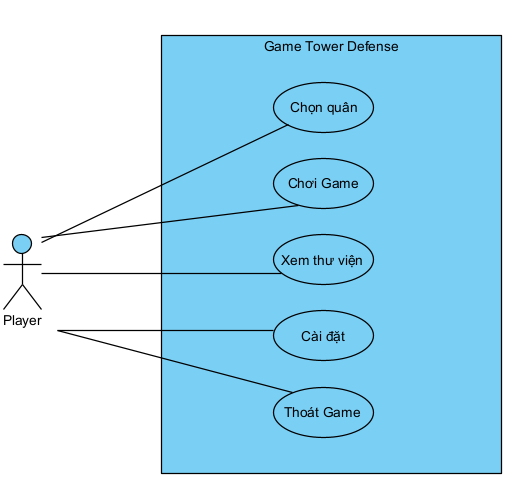 Game Tower Defense
Chọn quân
Chơi Game
Xem thư viện
Player
Cài đặt
Thoát Game